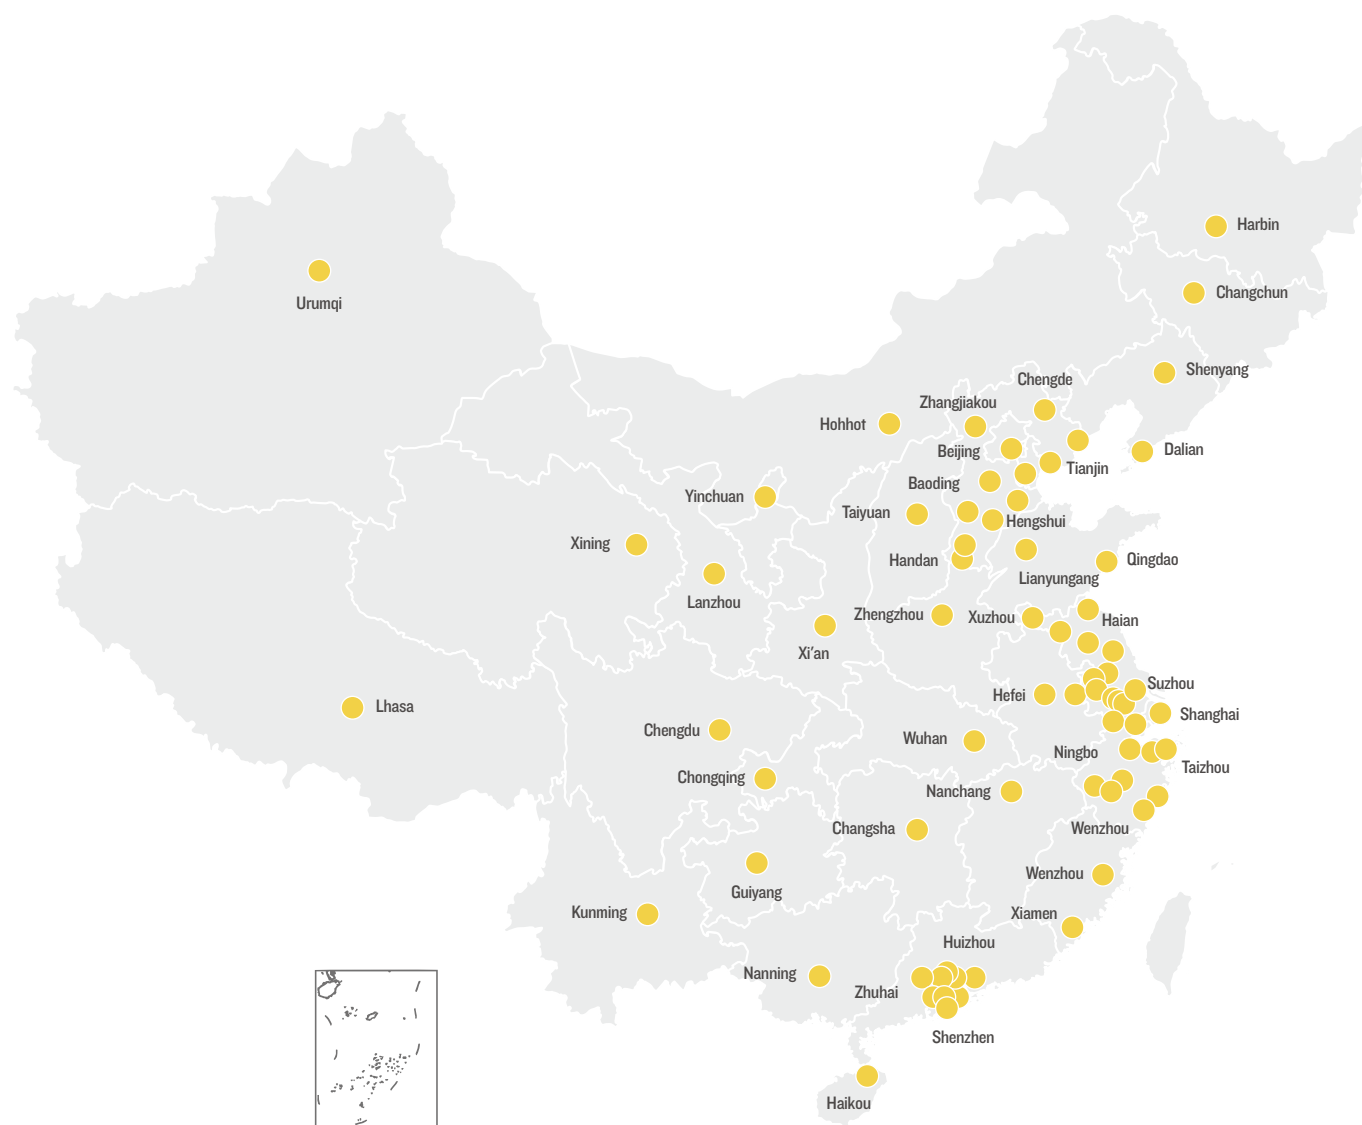 Harbin
Changchun
Urumqi
Shenyang
Chengde
Zhangjiakou
Hohhot
Beijing
Dalian
Tianjin
Baoding
Yinchuan
Taiyuan
Hengshui
Xining
Handan
Qingdao
Lianyungang
Lanzhou
Zhengzhou
Xuzhou
Haian
Xi'an
Suzhou
Hefei
Lhasa
Shanghai
Chengdu
Wuhan
Ningbo
Taizhou
Chongqing
Nanchang
Changsha
Wenzhou
Wenzhou
Guiyang
Kunming
Xiamen
Huizhou
Nanning
Zhuhai
Shenzhen
Haikou